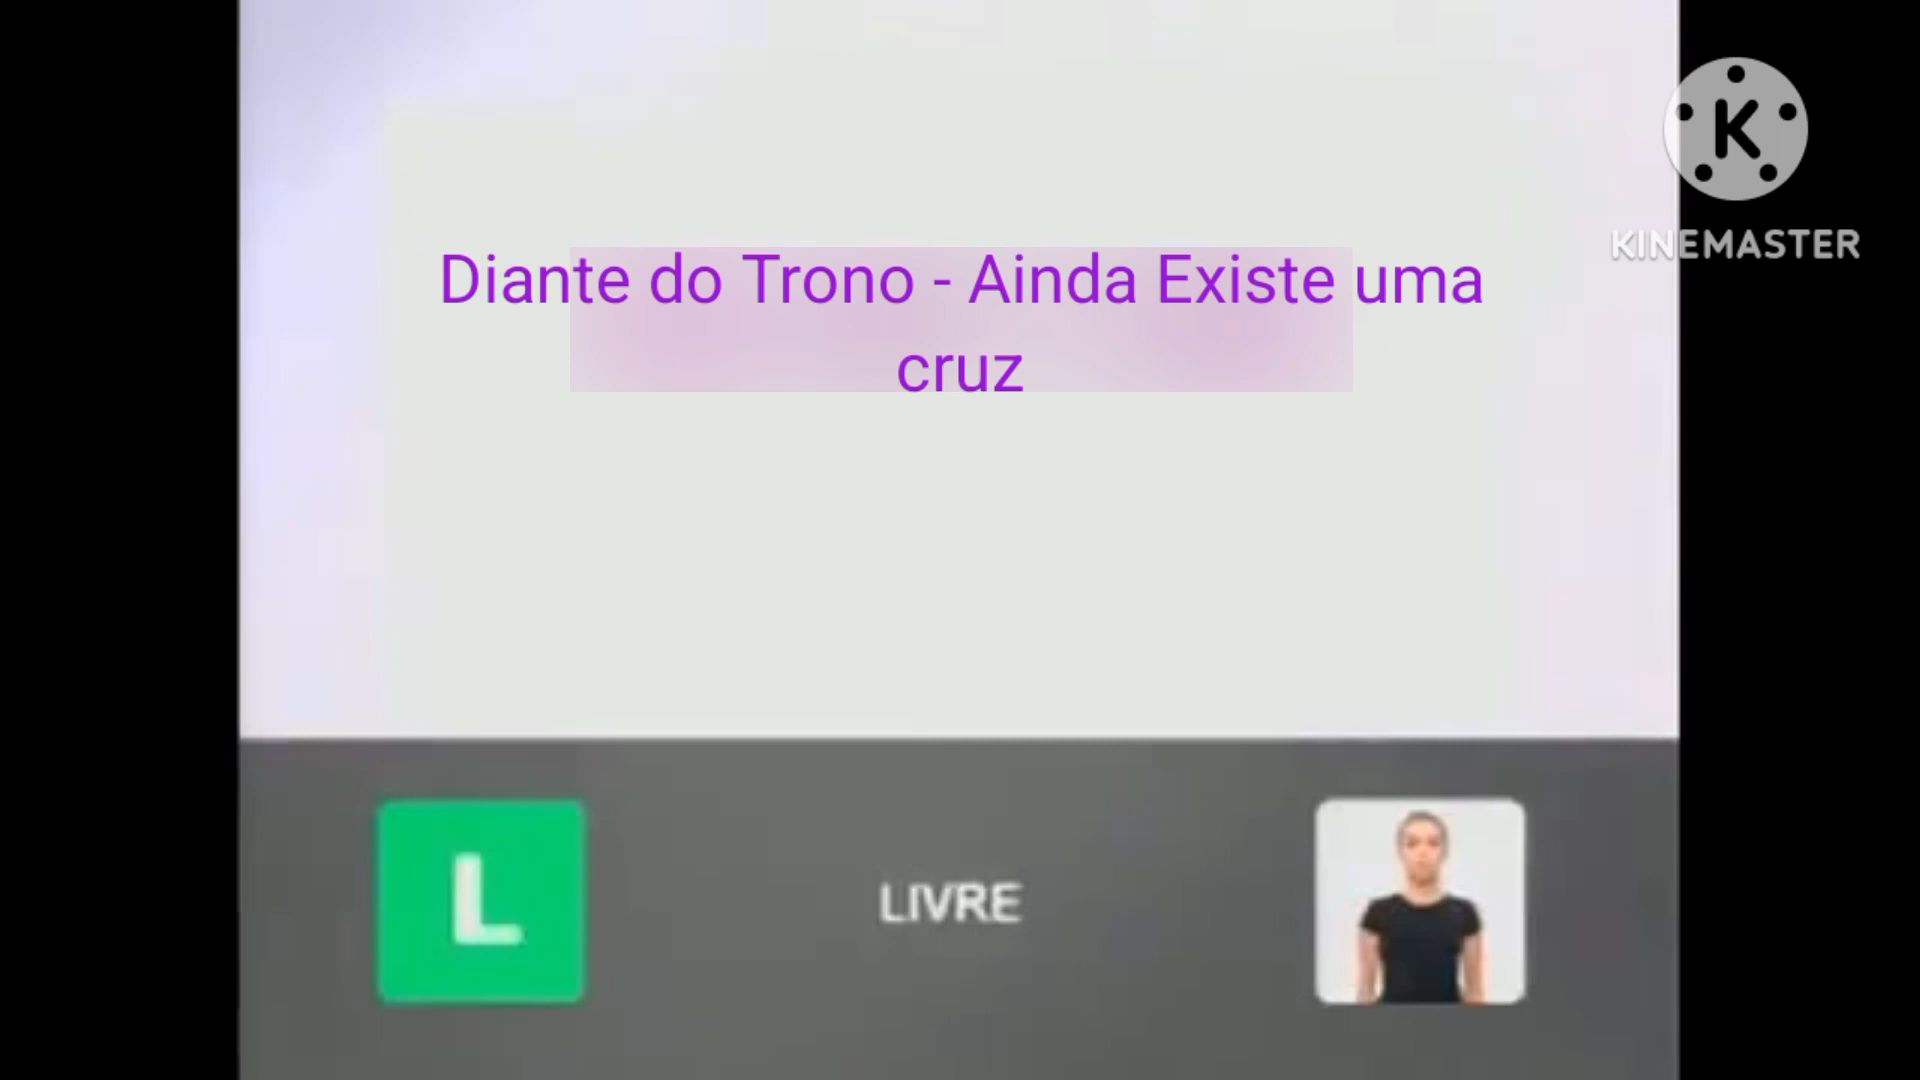 K
KINEMASTER
Diante do Trono - Ainda Existe uma
cruz
L
LIVRE